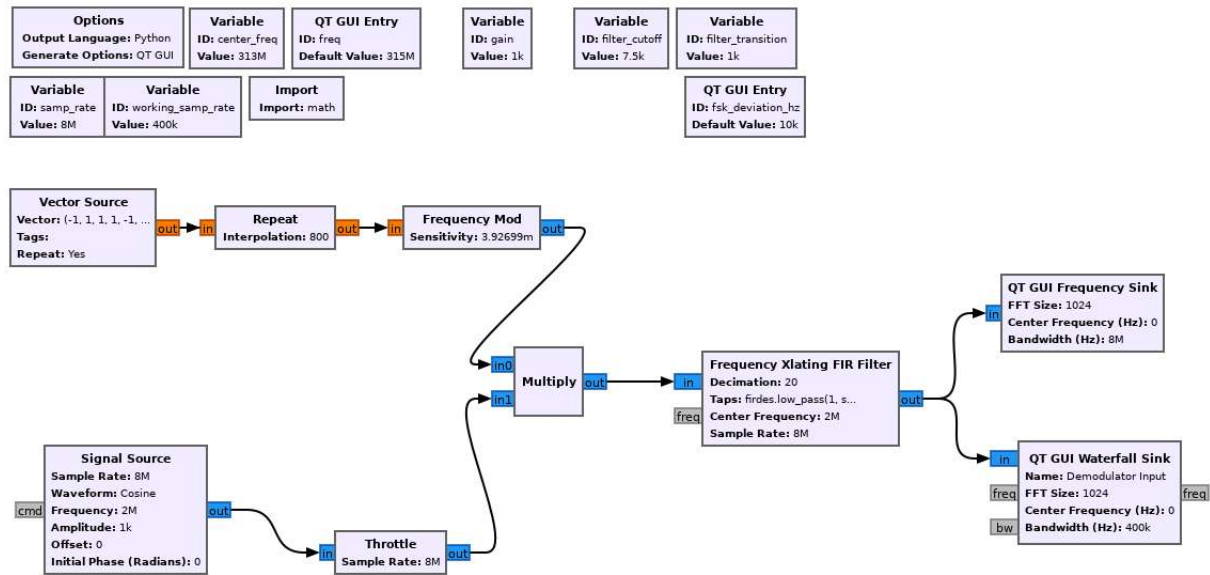 Options
Output Language: Python
Generate Options: QT GUI
Variable
ID: center_freq
Value: 313M
QT GUI Entry
ID: freq
Default Value: 315M
Variable
ID: gain
Value: 1k
Variable
ID: filter_cutoff
Value: 7.5k
Variable
ID: filter_transition
Value: 1k
Variable
ID: samp_rate
Value: 8M
Variable
ID: working_samp_rate
Value: 400k
Import
Import: math
QT GUI Entry
ID: fsk_deviation_hz
Default Value: 10k
Vector Source
Vector: (-1, 1, 1, 1, -1, ...
Tags:
Repeat: Yes
out
in
Repeat
Interpolation: 800
out
in
Frequency Mod
Sensitivity: 3.92699m
out
in0
in1
Multiply
out
in
freq
Frequency Xlating FIR Filter
Decimation: 20
Taps: firdes.low_pass(1, s...
Center Frequency: 2M
Sample Rate: 8M
out
in
QT GUI Frequency Sink
FFT Size: 1024
Center Frequency (Hz): 0
Bandwidth (Hz): 8M
in
freq
bw
QT GUI Waterfall Sink
Name: Demodulator Input
FFT Size: 1024
Center Frequency (Hz): 0
Bandwidth (Hz): 400k
freq
cmd
Signal Source
Sample Rate: 8M
Waveform: Cosine
Frequency: 2M
Amplitude: 1k
Offset: 0
Initial Phase (Radians): 0
out
in
Throttle
Sample Rate: 8M
out